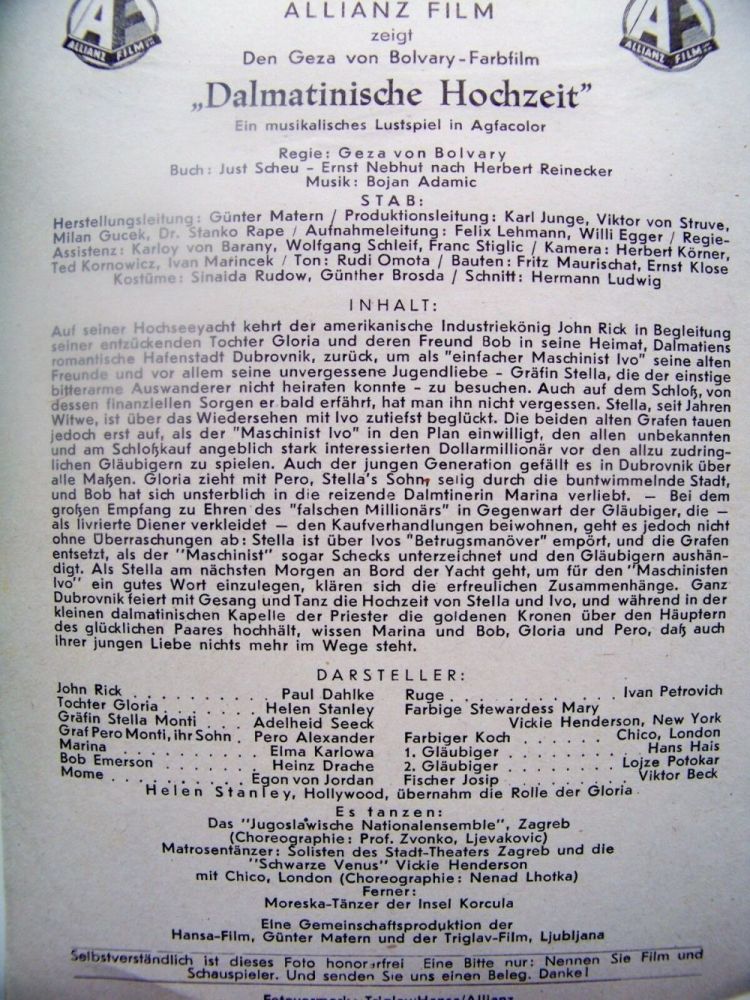 ALLIANZ FILM
zeigt
Den Geza von Bolvary-Farbfilm
„Dalmatinische Hochzeit”
Ein musikalisches Lustspiel in Agfacolor
Regie: Geza von Bolvary
Buch: Just Scheu - Ernst Nebhut nach Herbert Reinecker
Musik: Bojan Adamic
STAB:
Herstellungsleitung: Günter Matern / Produktionsleitung: Karl Junge, Viktor von Struve,
Milan Gucek, Dr. Stanko Rape / Aufnahmeleitung: Felix Lehmann, Willi Egger / Regie-
Assistenz: Karloy von Barany, Wolfgang Schleif, Franc Stiglic / Kamera: Herbert Körner,
Ted Kornowicz, Ivan Marincek / Ton: Rudi Omota / Bauten: Fritz Maurischat, Ernst Klose
Kostüme: Sinaida Rudow, Günther Brosda / Schnitt: Hermann Ludwig
INHALT:
Auf seiner Hochseeyacht kehrt der amerikanische Industriekönig John Rick in Begleitung
seiner entzückenden Tochter Gloria und deren Freund Bob in seine Heimat, Dalmatiens
romantische Hafenstadt Dubrovnik, zurück, um als "einfacher Maschinist Ivo" seine alten
Freunde und vor allem seine unvergessene Jugendliebe - Gräfin Stella, die der einstige
bitterarme Auswanderer nicht heiraten konnte - zu besuchen. Auch auf dem Schloß, von
dessen finanziellen Sorgen er bald erfährt, hat man ihn nicht vergessen. Stella, seit Jahren
Witwe, ist über das Wiedersehen mit Ivo zutiefst beglückt. Die beiden alten Grafen tauen
jedoch erst auf, als der "Maschinist Ivo" in den Plan einwilligt, den allen unbekannten
und am Schloßkauf angeblich stark interessierten Dollarmillionär vor den allzu zudring-
lichen Gläubigern zu spielen. Auch der jungen Generation gefällt es in Dubrovnik über
alle Maßen. Gloria zieht mit Pero, Stella's Sohn, selig durch die buntwimmelnde Stadt,
und Bob hat sich unsterblich in die reizende Dalmtinerin Marina verliebt. — Bei dem
großen Empfang zu Ehren des "falschen Millionärs" in Gegenwart der Gläubiger, die —
als livrierte Diener verkleidet — den Kaufverhandlungen beiwohnen, geht es jedoch nicht
ohne Überraschungen ab: Stella ist über Ivos "Betrugsmanöver" empört, und die Grafen
entsetzt, als der "Maschinist" sogar Schecks unterzeichnet und den Gläubigern aushän-
digt. Als Stella am nächsten Morgen an Bord der Yacht geht, um für den "Maschinisten
Ivo" ein gutes Wort einzulegen, klären sich die erfreulichen Zusammenhänge. Ganz
Dubrovnik feiert mit Gesang und Tanz die Hochzeit von Stella und Ivo, und während in der
kleinen dalmatinischen Kapelle der Priester die goldenen Kronen über den Häuptern
des glücklichen Paares hochhält, wissen Marina und Bob, Gloria und Pero, daß auch
ihrer jungen Liebe nichts mehr im Wege steht.
DARSTELLER:
John Rick . . . . . . . . . . Paul Dahlke
Tochter Gloria . . . . . . . Helen Stanley
Gräfin Stella Monti . . . Adelheid Seeck
Graf Pero Monti, ihr Sohn . Pero Alexander
Marina . . . . . . . . . . Elma Karlowa
Bob Emerson . . . . . . . Heinz Drache
Mome . . . . . . . . . Egon von Jordan
Ruge . . . . . . . . . . . . Ivan Petrovich
Farbige Stewardess Mary
Vickie Henderson, New York
Farbiger Koch . . . . . . Chico, London
1. Gläubiger . . . . . . . . Hans Hais
2. Gläubiger . . . . . . . Lojze Potokar
Fischer Josip . . . . . . . Viktor Beck
Helen Stanley, Hollywood, übernahm die Rolle der Gloria
Es tanzen:
Das "Jugoslawische Nationalensemble", Zagreb
(Choreographie: Prof. Zvonko, Ljevakovic)
Matrosentänzer: Solisten des Stadt-Theaters Zagreb und die
"Schwarze Venus" Vickie Henderson
mit Chico, London (Choreographie: Nenad Lhotka)
Ferner:
Moreska-Tänzer der Insel Korcula
Eine Gemeinschaftsproduktion der
Hansa-Film, Günter Matern und der Triglav-Film, Ljubljana
Selbstverständlich ist dieses Foto honorarfrei Eine Bitte nur: Nennen Sie Film und
Schauspieler. Und senden Sie uns einen Beleg. Danke!
Fotovermerk: Triglav/Hansa/Allianz
AF
ALLIANZ FILM
AF
ALLIANZ FILM